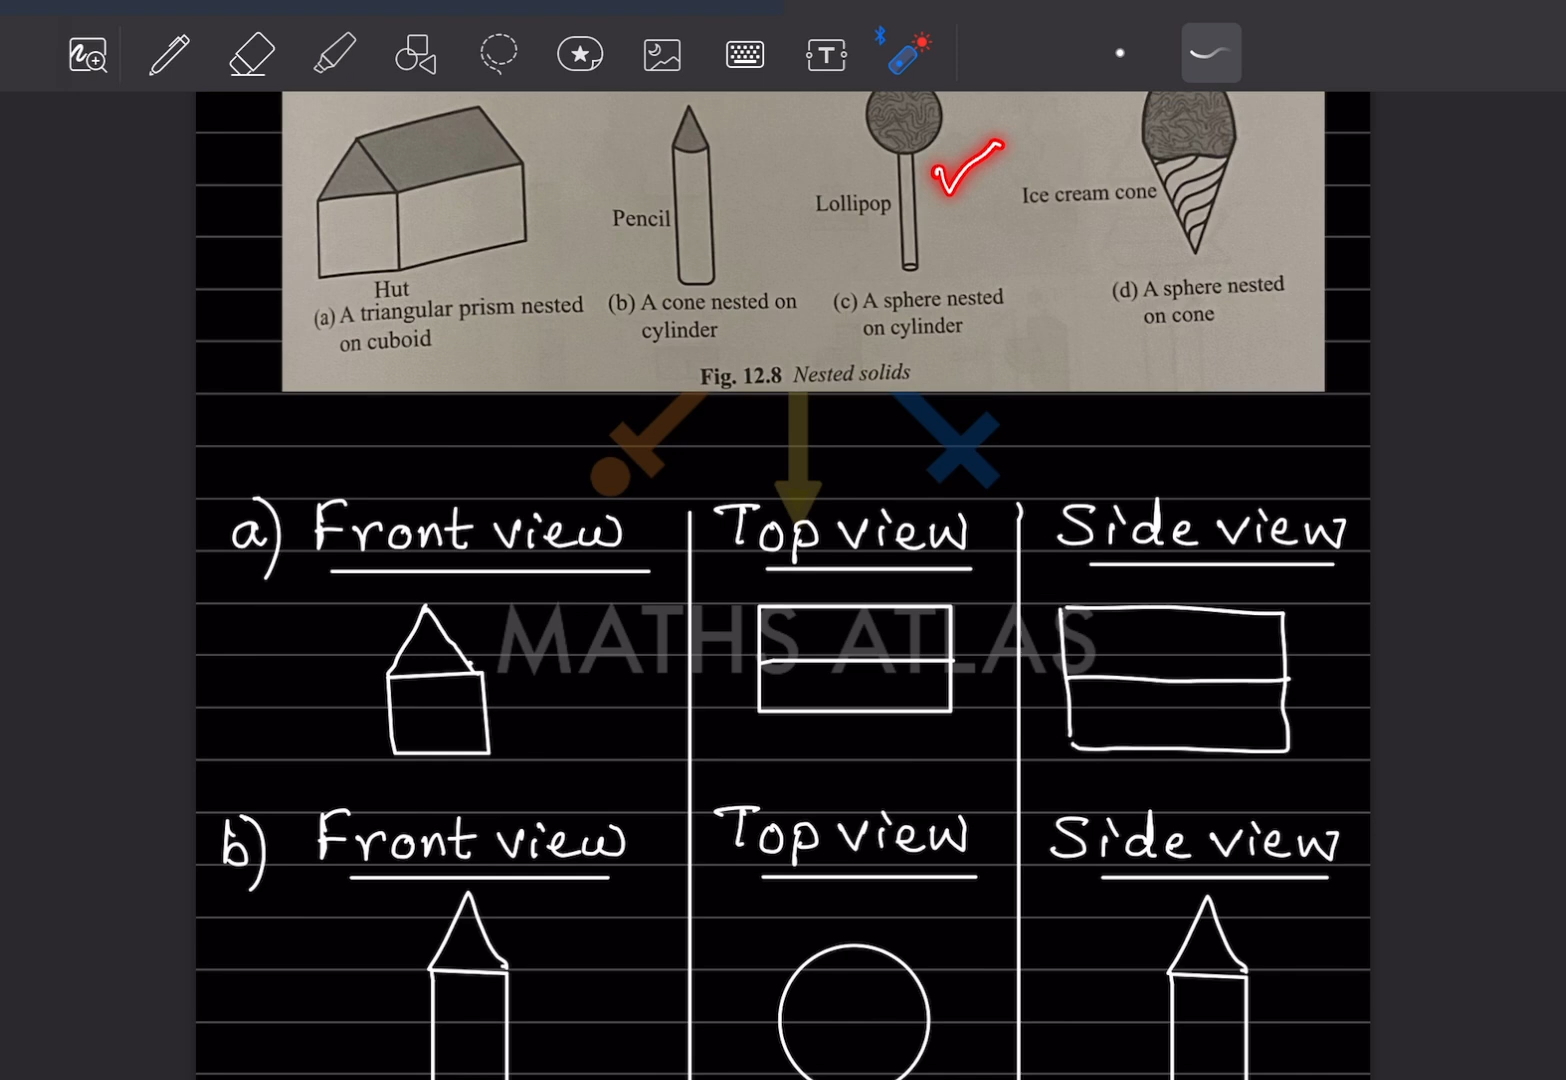 T
Pencil
Lollipop
Ice cream cone
Hut
(a) A triangular prism nested
on cuboid
(b) A cone nested on
cylinder
(c) A sphere nested
on cylinder
(d) A sphere nested
on cone
Fig. 12.8 Nested solids
a) Front view
Top view
Side view
MATHS ATLAS
b) Front view
Top view
Side view